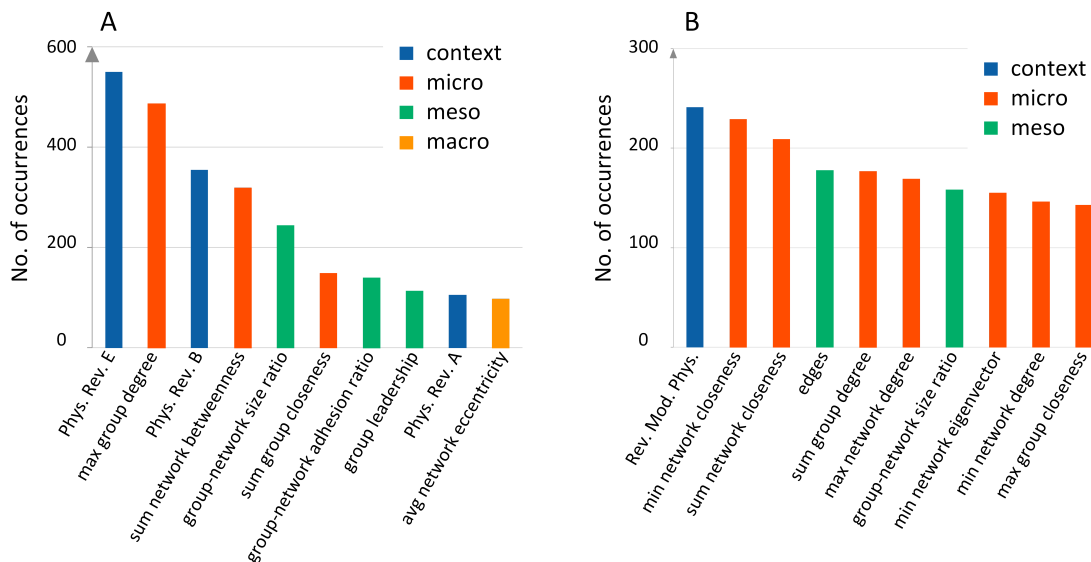 A
600
400
200
0
No. of occurrences
context
micro
meso
macro
Phys. Rev. E
max group degree
Phys. Rev. B
sum network betweenness
group-network size ratio
sum group closeness
group-network adhesion ratio
group leadership
Phys. Rev. A
avg network eccentricity
B
300
200
100
0
No. of occurrences
context
micro
meso
Rev. Mod. Phys.
min network closeness
sum network closeness
edges
sum group degree
max network degree
group-network size ratio
min network eigenvector
min network degree
max group closeness